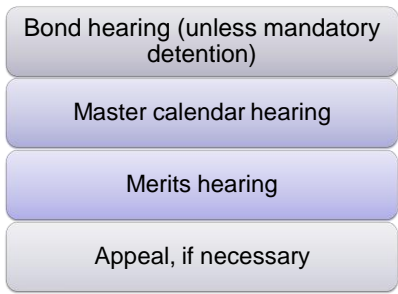 Bond hearing (unless mandatory
detention)
Master calendar hearing
Merits hearing
Appeal, if necessary